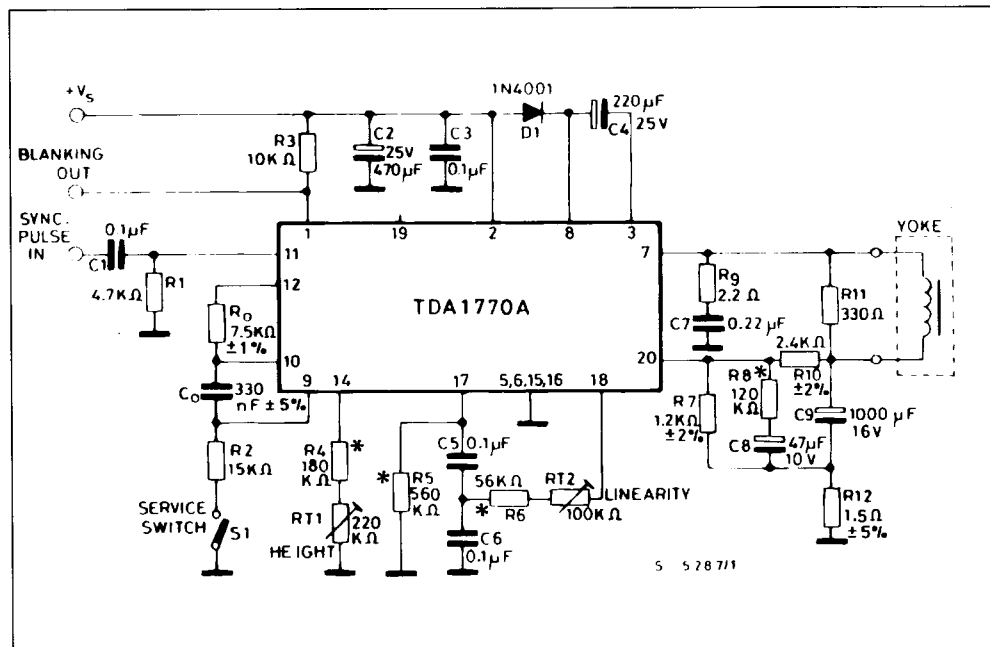 +Vs
1N4001
D1
220 µF
C4 25V
R3
10KΩ
C2
25V
470µF
C3
0.1µF
BLANKING
OUT
SYNC.
PULSE
IN
0.1µF
C1
R1
4.7KΩ
1 19 2 8 3
11
12
10
9 14 17 5,6,15,16 18
7
20
TDA1770A
YOKE
R9
2.2 Ω
C7
0.22 µF
R11
330Ω
2.4KΩ
R10
±2%
Ro
7.5KΩ
±1%
Co
330
nF ±5%
R2
15KΩ
SERVICE
SWITCH
S1
R4 *
180
KΩ
RT1
220
KΩ
HEIGHT
* R5
560
KΩ
C5 0.1µF
56KΩ
* R6
RT2
100KΩ
LINEARITY
C6
0.1µF
R7
1.2KΩ
±2%
R8 *
120
KΩ
C8
47µF
10V
C9
1000 µF
16V
R12
1.5Ω
±5%
S 5287/1